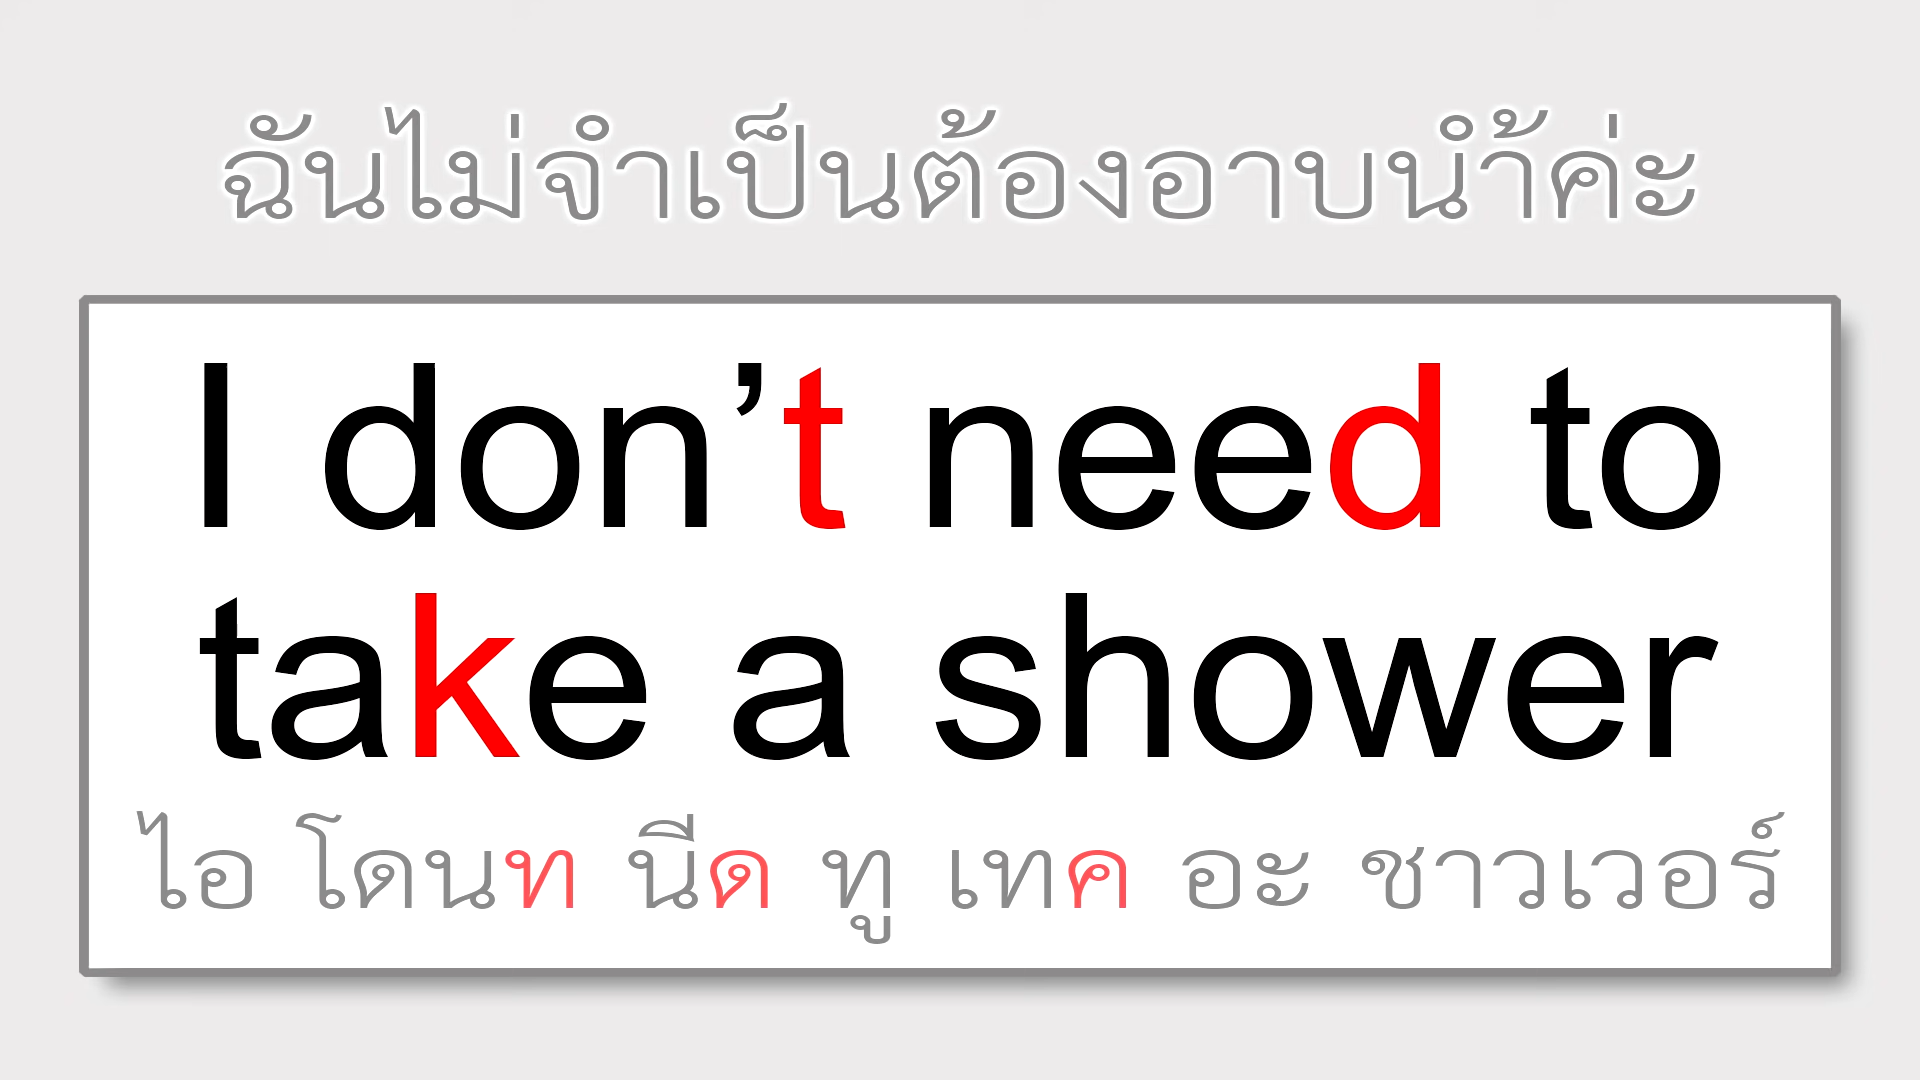 ฉันไม่จำเป็นต้องอาบนำ้ค่ะ
I don’t need to
take a shower
ไอ โดนท นีด ทู เทค อะ ชาวเวอร์